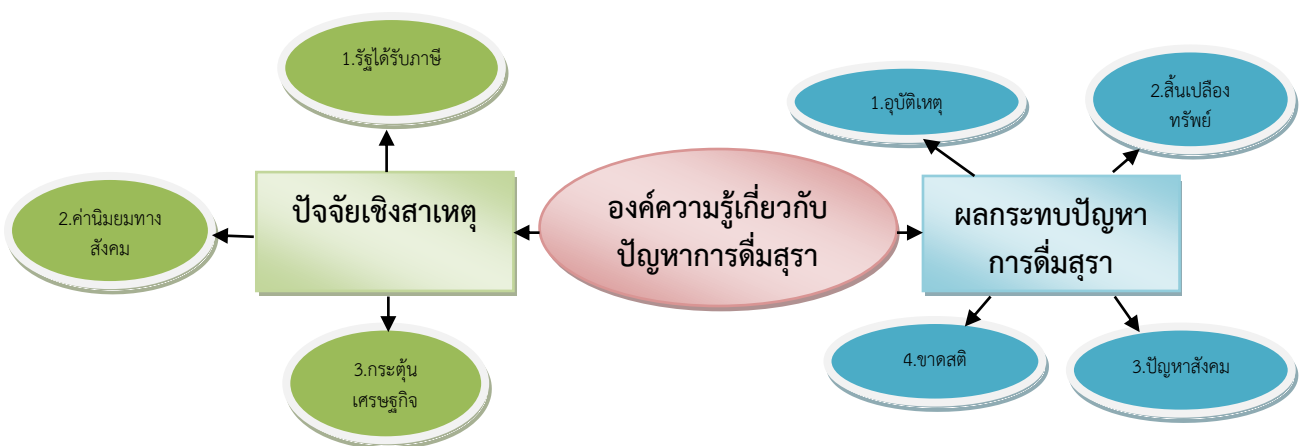 1.รัฐได้รับภาษี
2.ค่านิมยมทาง
สังคม
ปัจจัยเชิงสาเหตุ
3.กระตุ้น
เศรษฐกิจ
องค์ความรู้เกี่ยวกับ
ปัญหาการดื่มสุรา
1.อุบัติเหตุ
2.สิ้นเปลือง
ทรัพย์
ผลกระทบปัญหา
การดื่มสุรา
4.ขาดสติ
3.ปัญหาสังคม